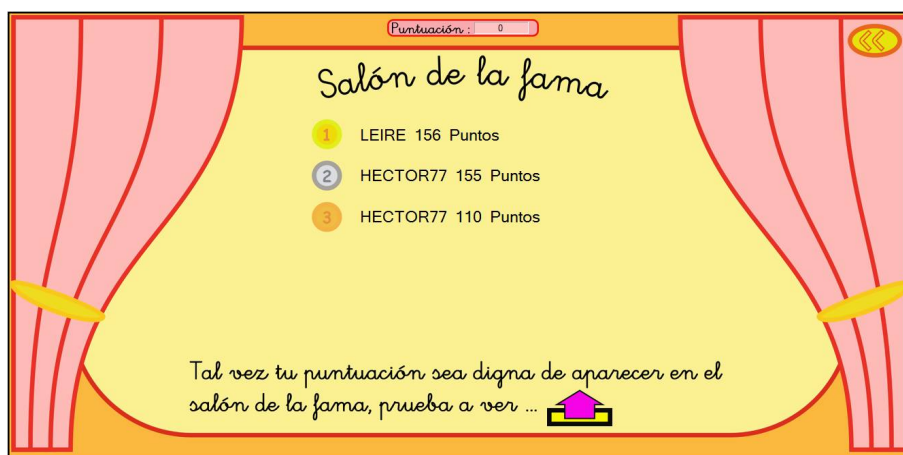 Puntuación : 0
Salón de la fama
1 LEIRE 156 Puntos
2 HECTOR77 155 Puntos
3 HECTOR77 110 Puntos
Tal vez tu puntuación sea digna de aparecer en el
salón de la fama, prueba a ver ...